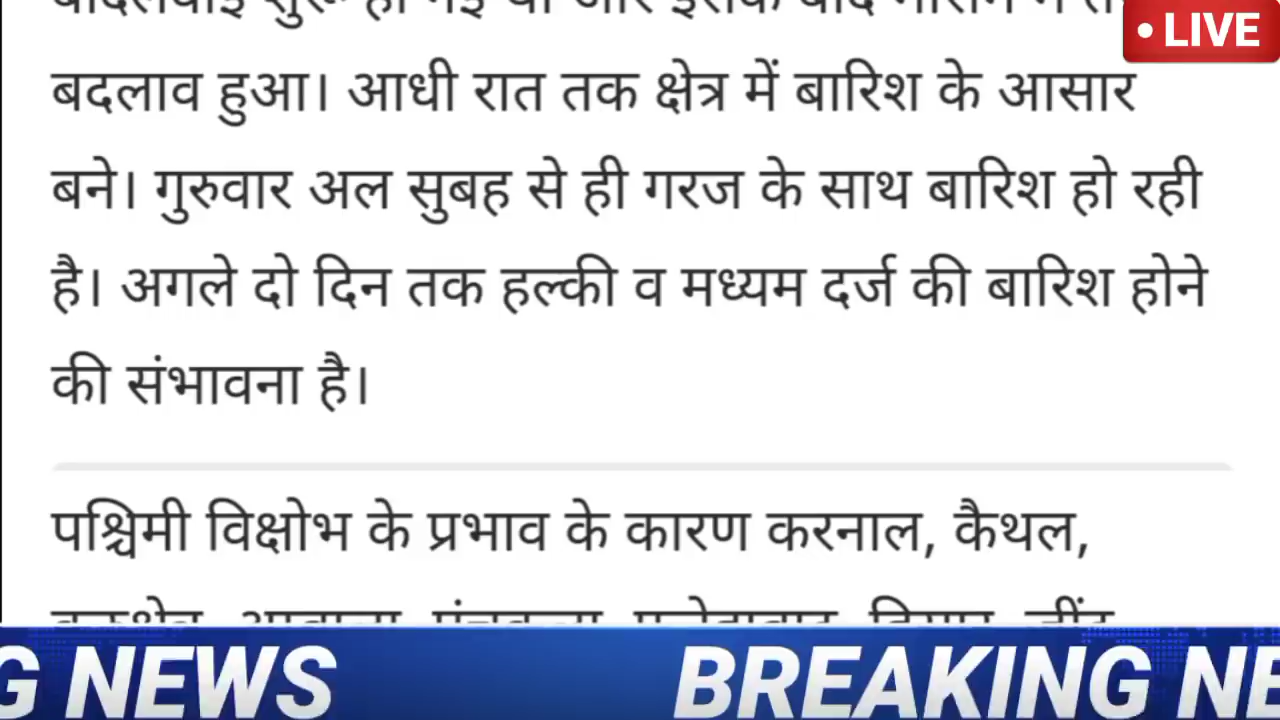 LIVE
बदलाव हुआ। आधी रात तक क्षेत्र में बारिश के आसार
बने। गुरुवार अल सुबह से ही गरज के साथ बारिश हो रही
है। अगले दो दिन तक हल्की व मध्यम दर्ज की बारिश होने
की संभावना है।
पश्चिमी विक्षोभ के प्रभाव के कारण करनाल, कैथल,
G NEWS BREAKING NE